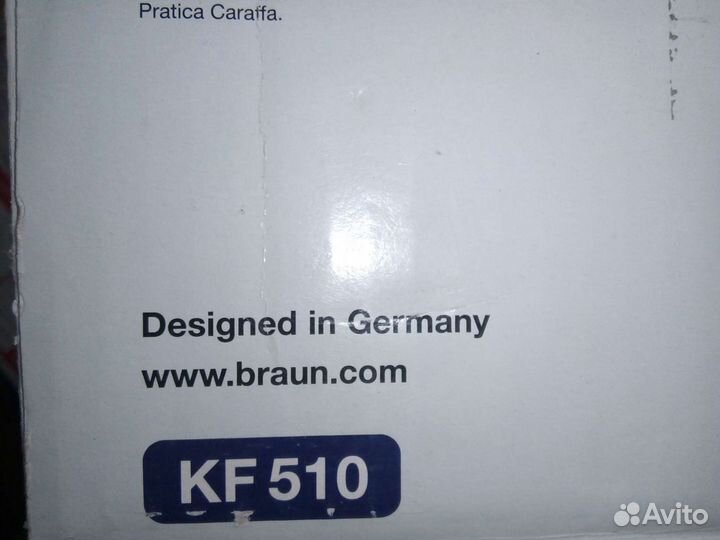 Pratica Caraffa.
Designed in Germany
www.braun.com
KF 510
Avito